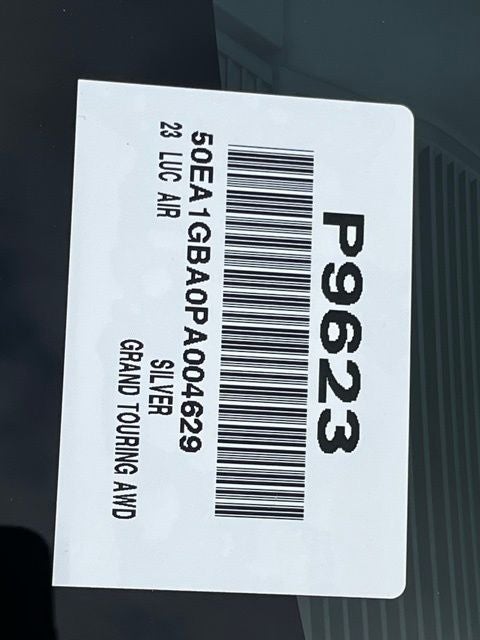 P9623
50EA1GBA0PA004629
23 LUC AIR
SILVER
GRAND TOURING AWD